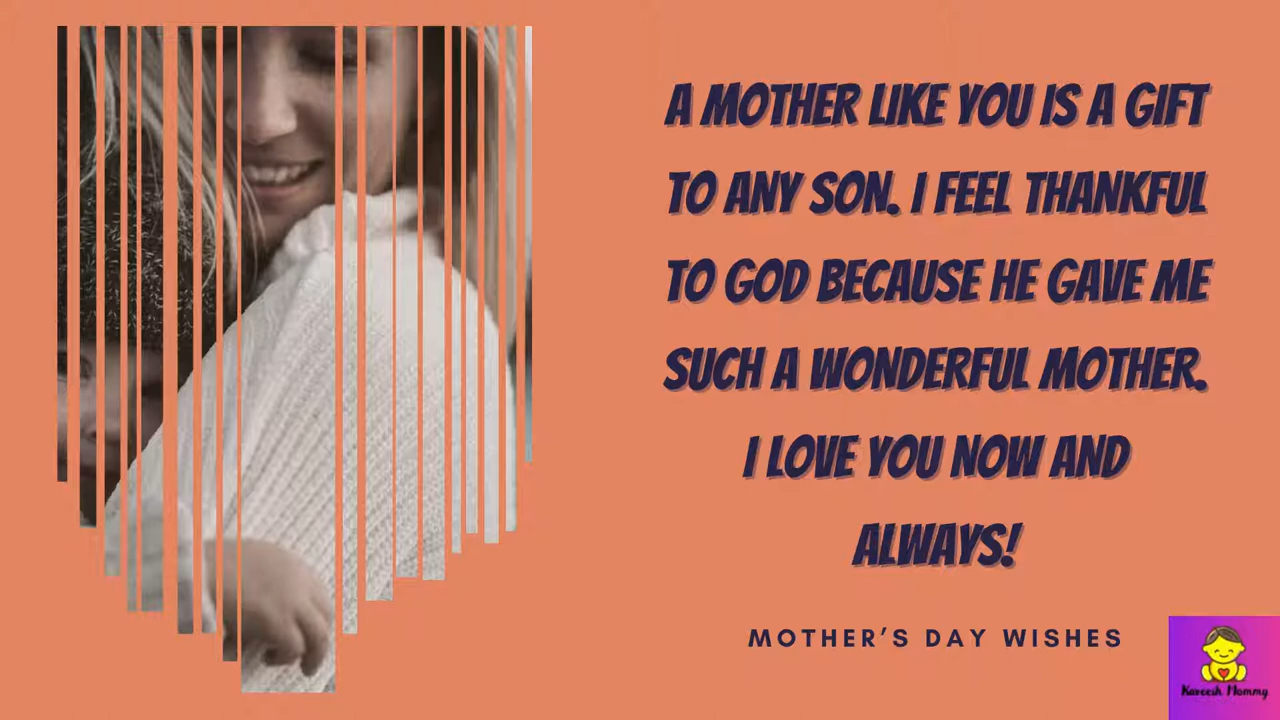 A MOTHER LIKE YOU IS A GIFT
TO ANY SON. I FEEL THANKFUL
TO GOD BECAUSE HE GAVE ME
SUCH A WONDERFUL MOTHER.
I LOVE YOU NOW AND
ALWAYS!
MOTHER'S DAY WISHES
Kareesh Mommy